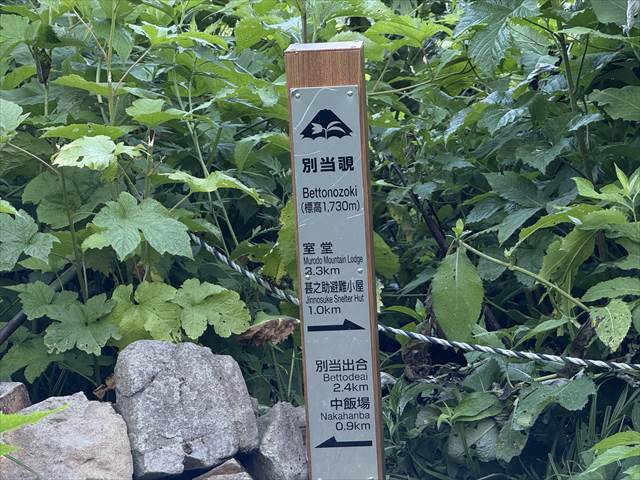 別当覗
Bettonozoki
(標高1,730m)
室堂
Murodo Mountain Lodge
3.3km
甚之助避難小屋
Jinnosuke Shelter Hut
1.0km
別当出合
Bettodeai
2.4km
中飯場
Nakahanba
0.9km